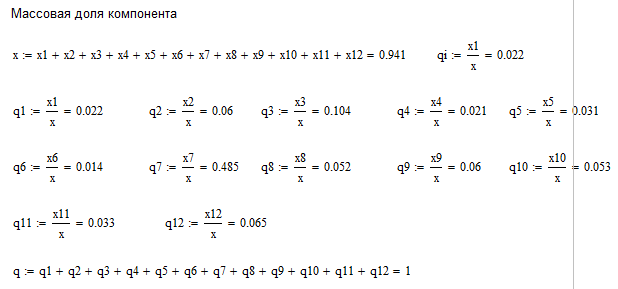 Массовая доля компонента
x := x1 + x2 + x3 + x4 + x5 + x6 + x7 + x8 + x9 + x10 + x11 + x12 = 0.941 qi := x1/x = 0.022
q1 := x1/x = 0.022 q2 := x2/x = 0.06 q3 := x3/x = 0.104 q4 := x4/x = 0.021 q5 := x5/x = 0.031
q6 := x6/x = 0.014 q7 := x7/x = 0.485 q8 := x8/x = 0.052 q9 := x9/x = 0.06 q10 := x10/x = 0.053
q11 := x11/x = 0.033 q12 := x12/x = 0.065
q := q1 + q2 + q3 + q4 + q5 + q6 + q7 + q8 + q9 + q10 + q11 + q12 = 1